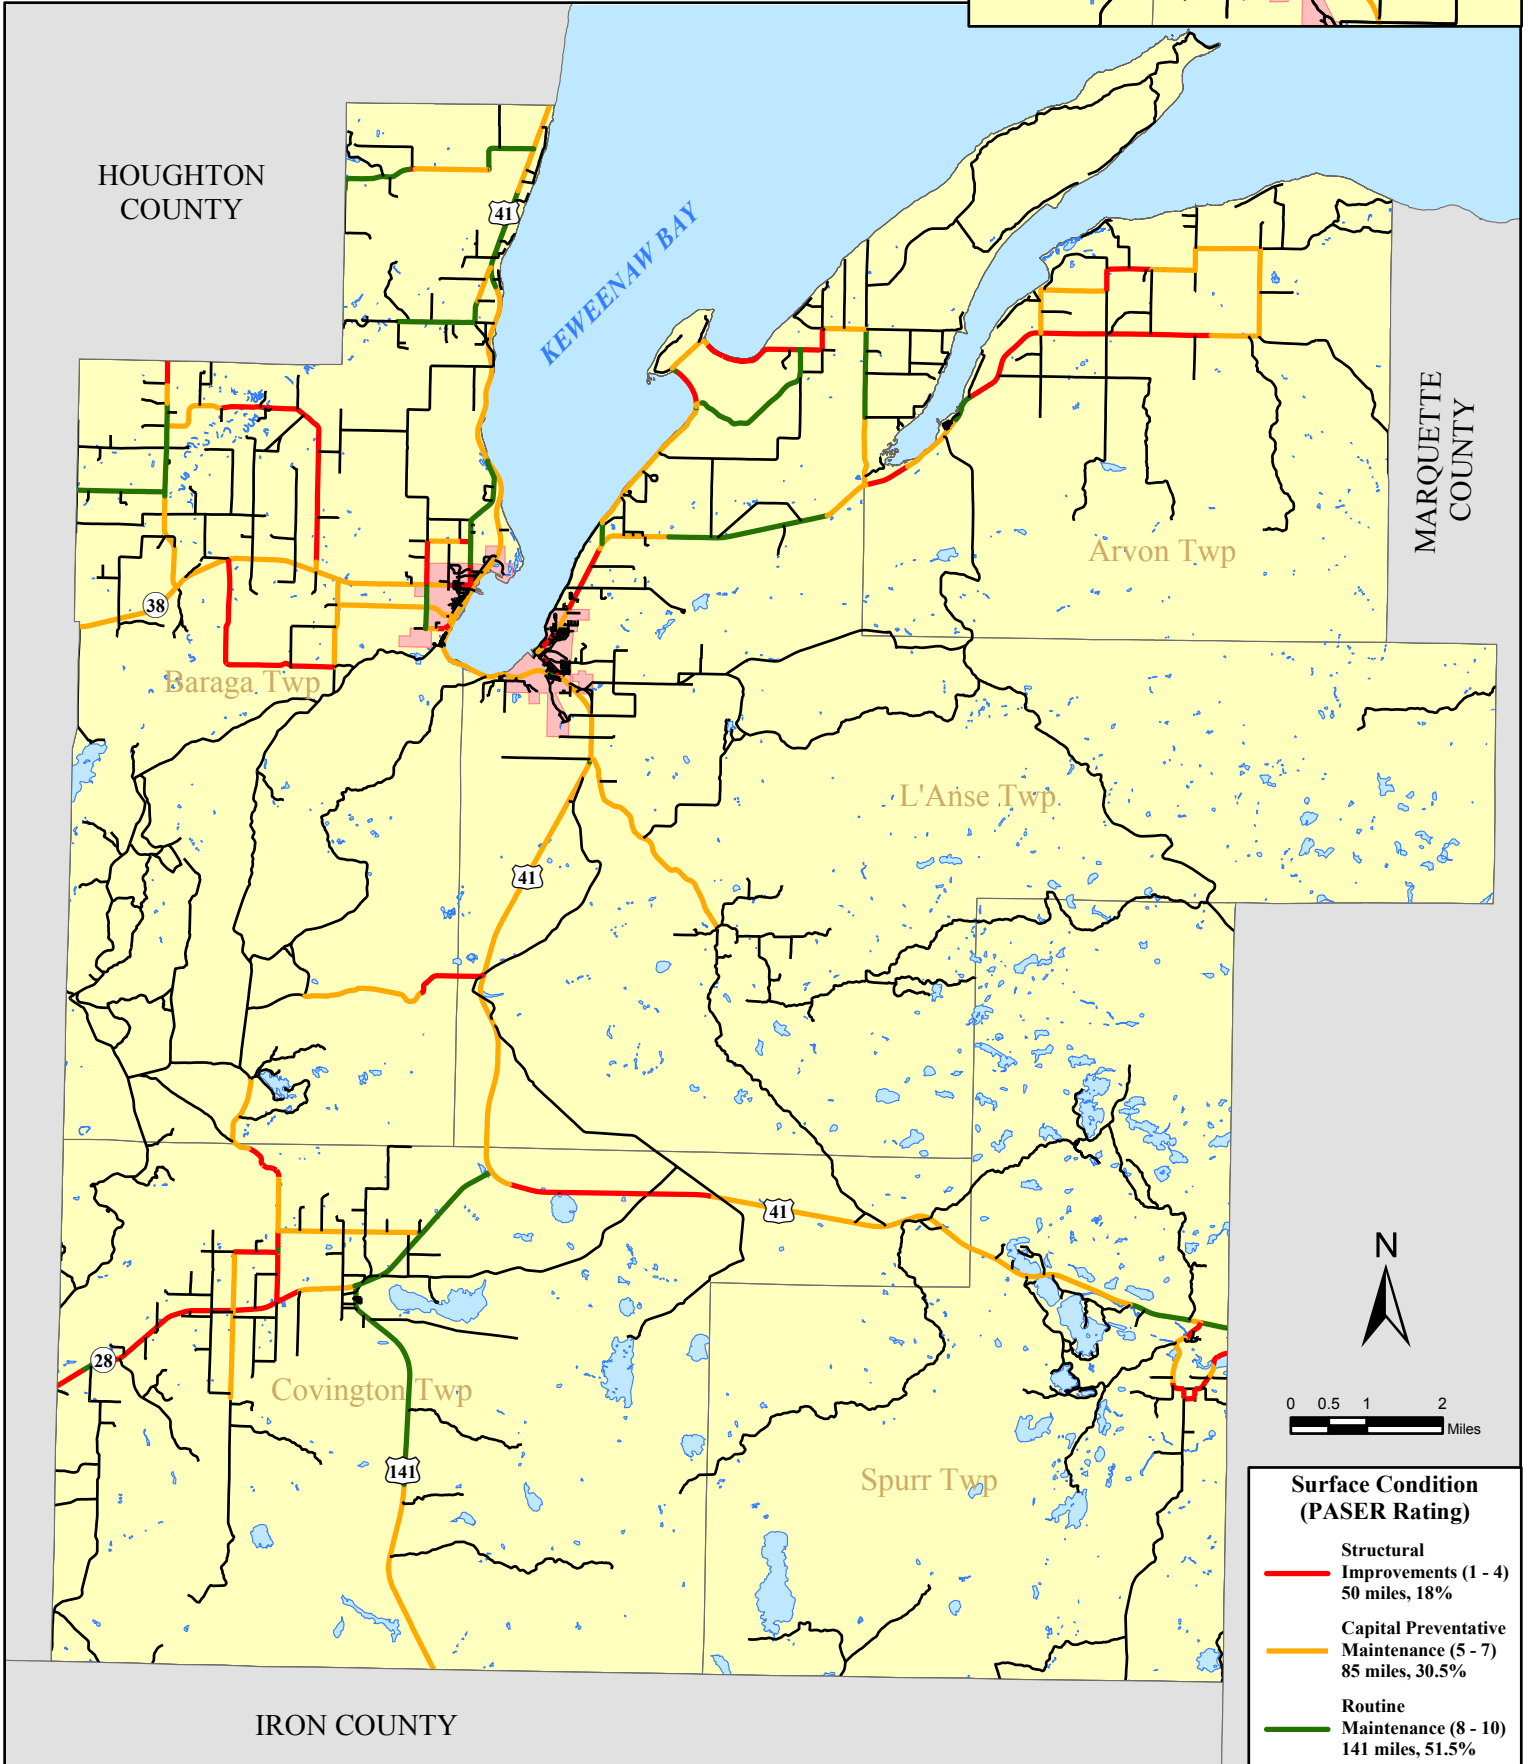 HOUGHTON
COUNTY
41
KEWEENAW BAY
MARQUETTE
COUNTY
Arvon Twp
38
Baraga Twp
L'Anse Twp
41
41
N
28
Covington Twp
0 0.5 1 2
Miles
141
Spurr Twp
Surface Condition
(PASER Rating)
Structural
Improvements (1 - 4)
50 miles, 18%
Capital Preventative
Maintenance (5 - 7)
85 miles, 30.5%
Routine
Maintenance (8 - 10)
141 miles, 51.5%
IRON COUNTY